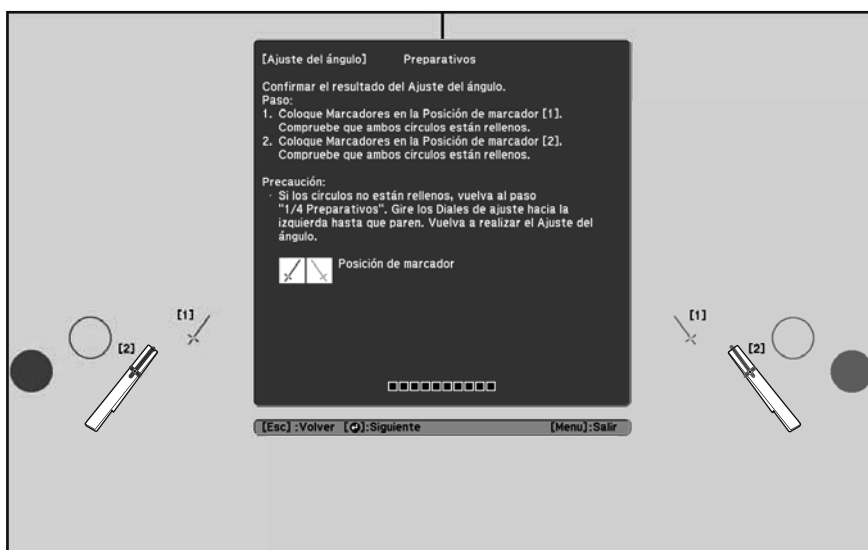 [Ajuste del ángulo] Preparativos
Confirmar el resultado del Ajuste del ángulo.
Paso:
1. Coloque Marcadores en la Posición de marcador [1].
Compruebe que ambos círculos están rellenos.
2. Coloque Marcadores en la Posición de marcador [2].
Compruebe que ambos círculos están rellenos.
Precaución:
· Si los círculos no están rellenos, vuelva al paso
"1/4 Preparativos". Gire los Diales de ajuste hacia la
izquierda hasta que paren. Vuelva a realizar el Ajuste del
ángulo.
Posición de marcador
[1]
[2]
[1]
[2]
[Esc] :Volver [⏎]:Siguiente [Menu]:Salir